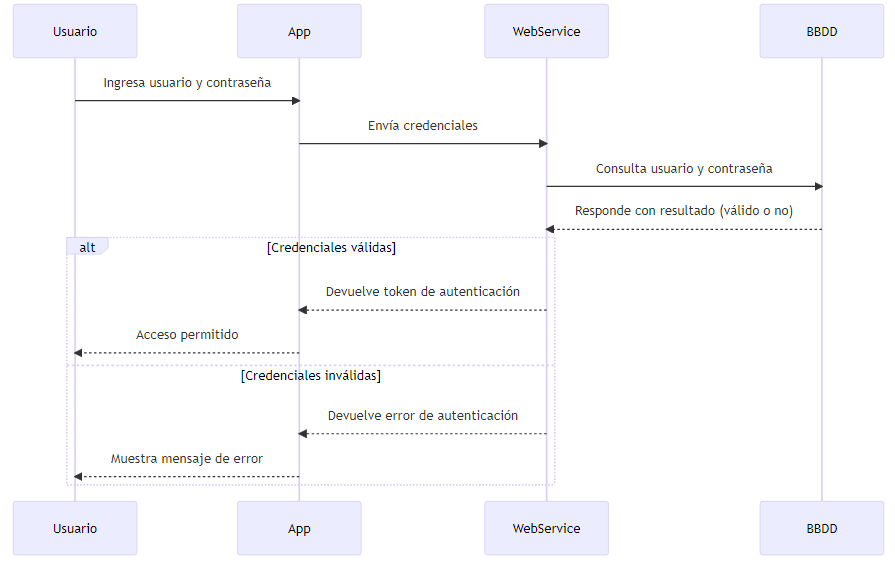 Usuario
App
WebService
BBDD
Ingresa usuario y contraseña
Envía credenciales
Consulta usuario y contraseña
Responde con resultado (válido o no)
alt
[Credenciales válidas]
Devuelve token de autenticación
Acceso permitido
[Credenciales inválidas]
Devuelve error de autenticación
Muestra mensaje de error
Usuario
App
WebService
BBDD